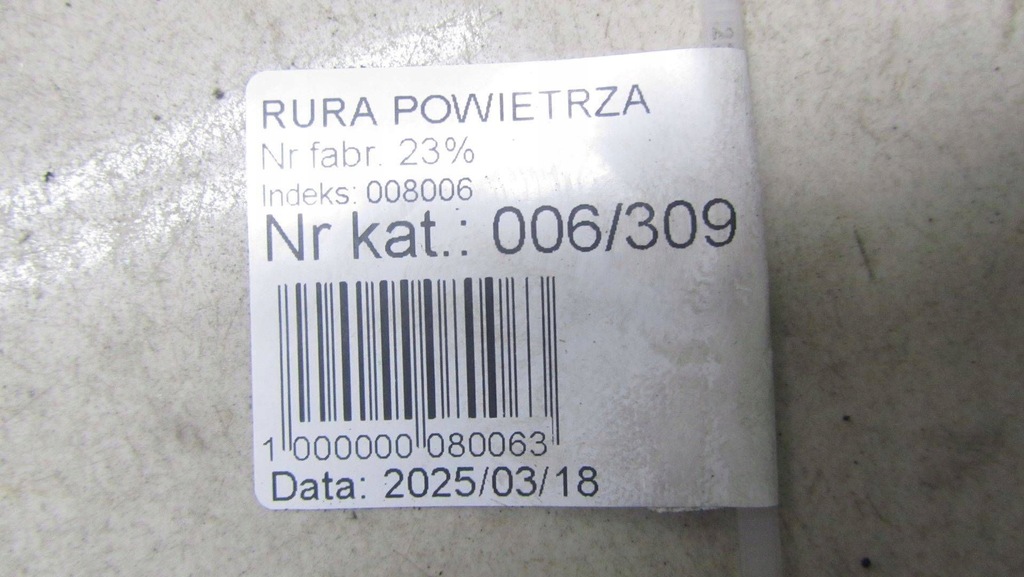 RURA POWIETRZA
Nr fabr. 23%
Indeks: 008006
Nr kat.: 006/309
1 000000 080063
Data: 2025/03/18